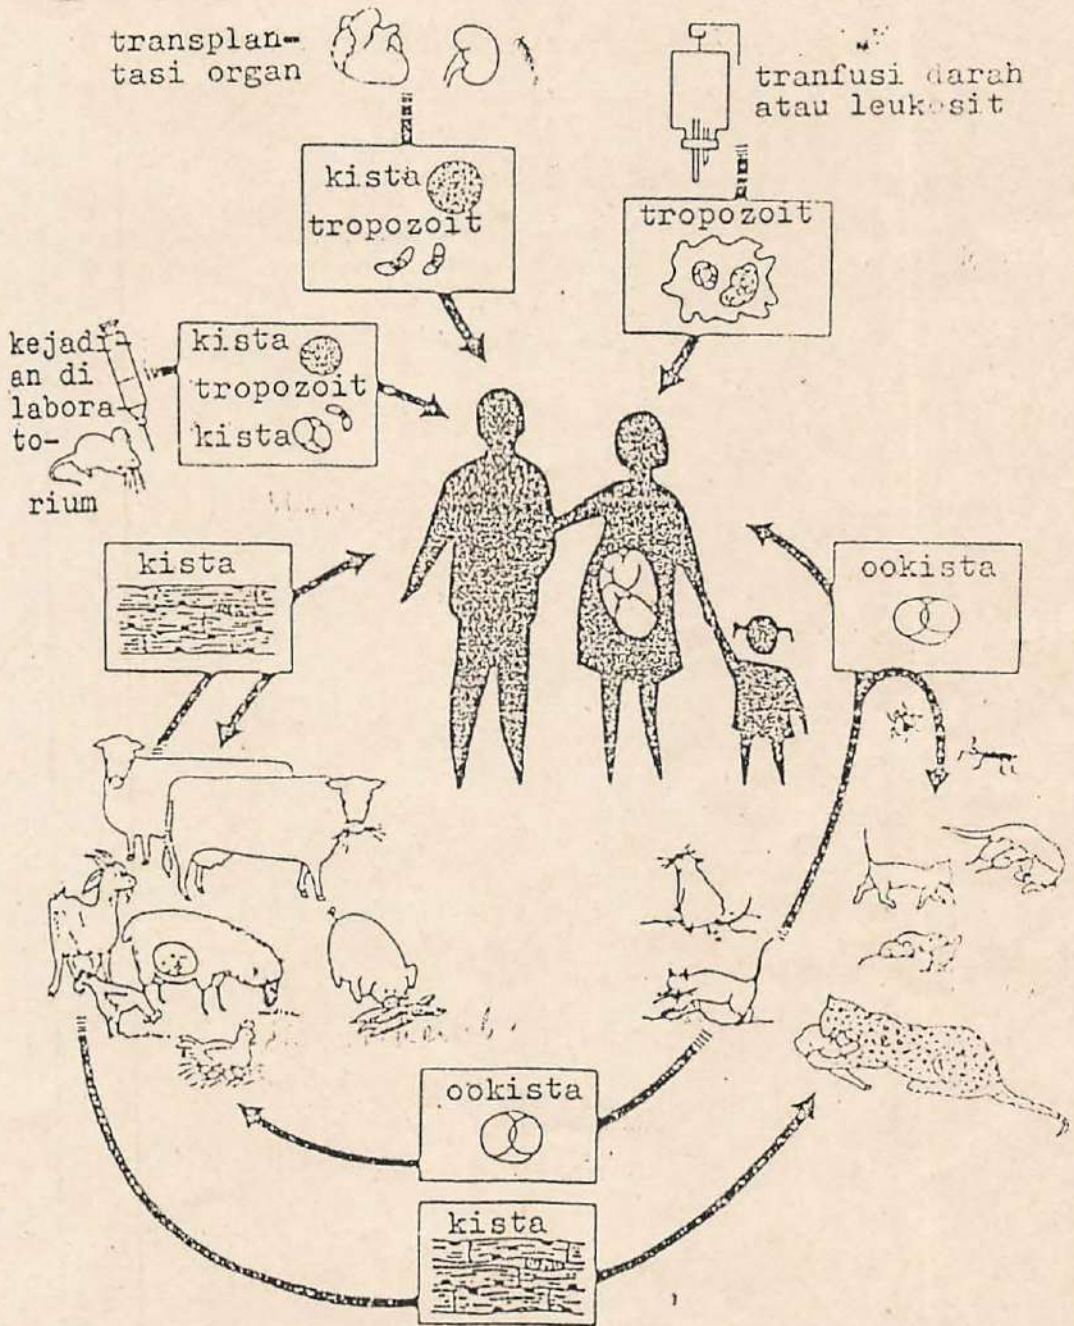 transplan-
tasi organ
tranfusi darah
atau leukosit
kista
tropozoit
tropozoit
kejadi-
an di
labora-
to-
rium
kista
tropozoit
kista
kista
ookista
ookista
kista